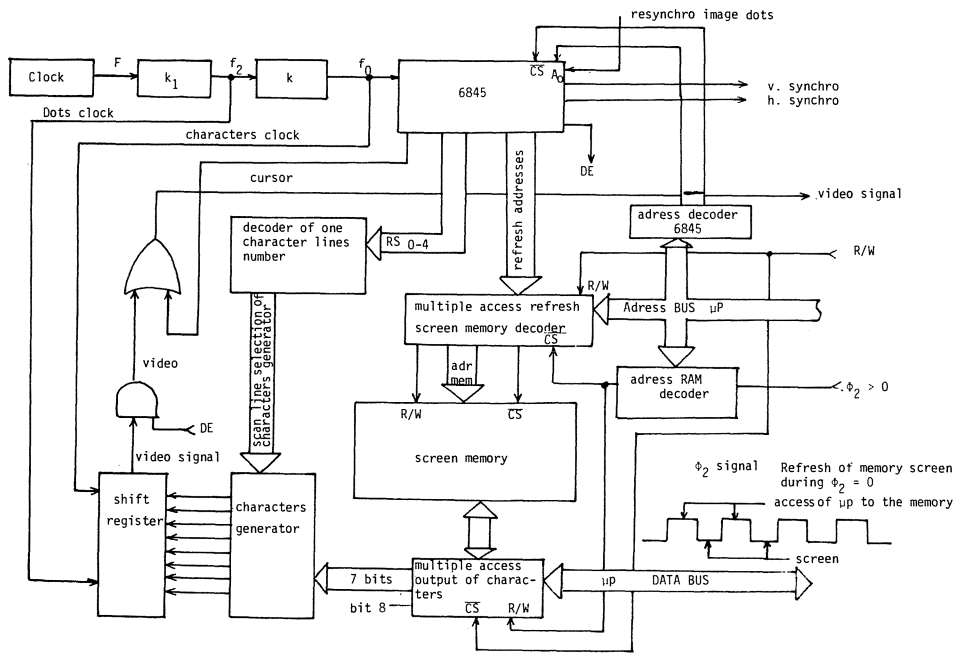 resynchro image dots
Clock
F
k1
f2
k
f0
CS A0
6845
v. synchro
h. synchro
Dots clock
characters clock
DE
cursor
video signal
refresh addresses
adress decoder
6845
decoder of one
character lines
number
RS 0-4
R/W
R/W
multiple access refresh
screen memory decoder
CS
Adress BUS μP
video
scan line selection of
characters generator
adr
mem
adress RAM
decoder
.Φ2 > 0
R/W
CS
DE
screen memory
video signal
Φ2 signal
Refresh of memory screen
during Φ2 = 0
access of μp to the memory
shift
register
characters
generator
screen
multiple access
output of charac-
ters
7 bits
bit 8
CS R/W
μp DATA BUS